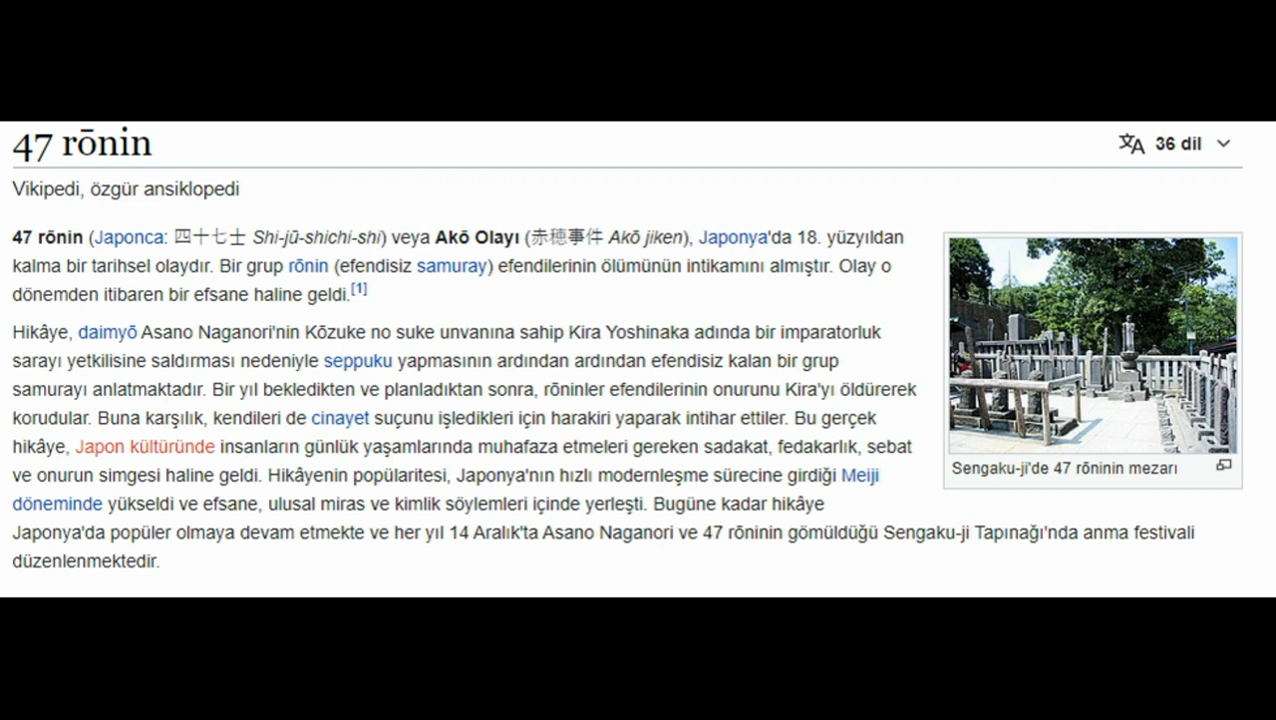 47 rōnin
36 dil
Vikipedi, özgür ansiklopedi
47 rōnin (Japonca: 四十七士 Shi-jū-shichi-shi) veya Akō Olayı (赤穂事件 Akō jiken), Japonya'da 18. yüzyıldan
kalma bir tarihsel olaydır. Bir grup rōnin (efendisiz samuray) efendilerinin ölümünün intikamını almıştır. Olay o
dönemden itibaren bir efsane haline geldi.[1]
Hikâye, daimyō Asano Naganori'nin Kōzuke no suke unvanına sahip Kira Yoshinaka adında bir imparatorluk
sarayı yetkilisine saldırması nedeniyle seppuku yapmasının ardından ardından efendisiz kalan bir grup
samurayı anlatmaktadır. Bir yıl bekledikten ve planladıktan sonra, rōninler efendilerinin onurunu Kira'yı öldürerek
korudular. Buna karşılık, kendileri de cinayet suçunu işledikleri için harakiri yaparak intihar ettiler. Bu gerçek
hikâye, Japon kültüründe insanların günlük yaşamlarında muhafaza etmeleri gereken sadakat, fedakarlık, sebat
ve onurun simgesi haline geldi. Hikâyenin popülaritesi, Japonya'nın hızlı modernleşme sürecine girdiği Meiji
döneminde yükseldi ve efsane, ulusal miras ve kimlik söylemleri içinde yerleşti. Bugüne kadar hikâye
Japonya'da popüler olmaya devam etmekte ve her yıl 14 Aralık'ta Asano Naganori ve 47 rōninin gömüldüğü Sengaku-ji Tapınağı'nda anma festivali
düzenlenmektedir.
Sengaku-ji'de 47 rōninin mezarı